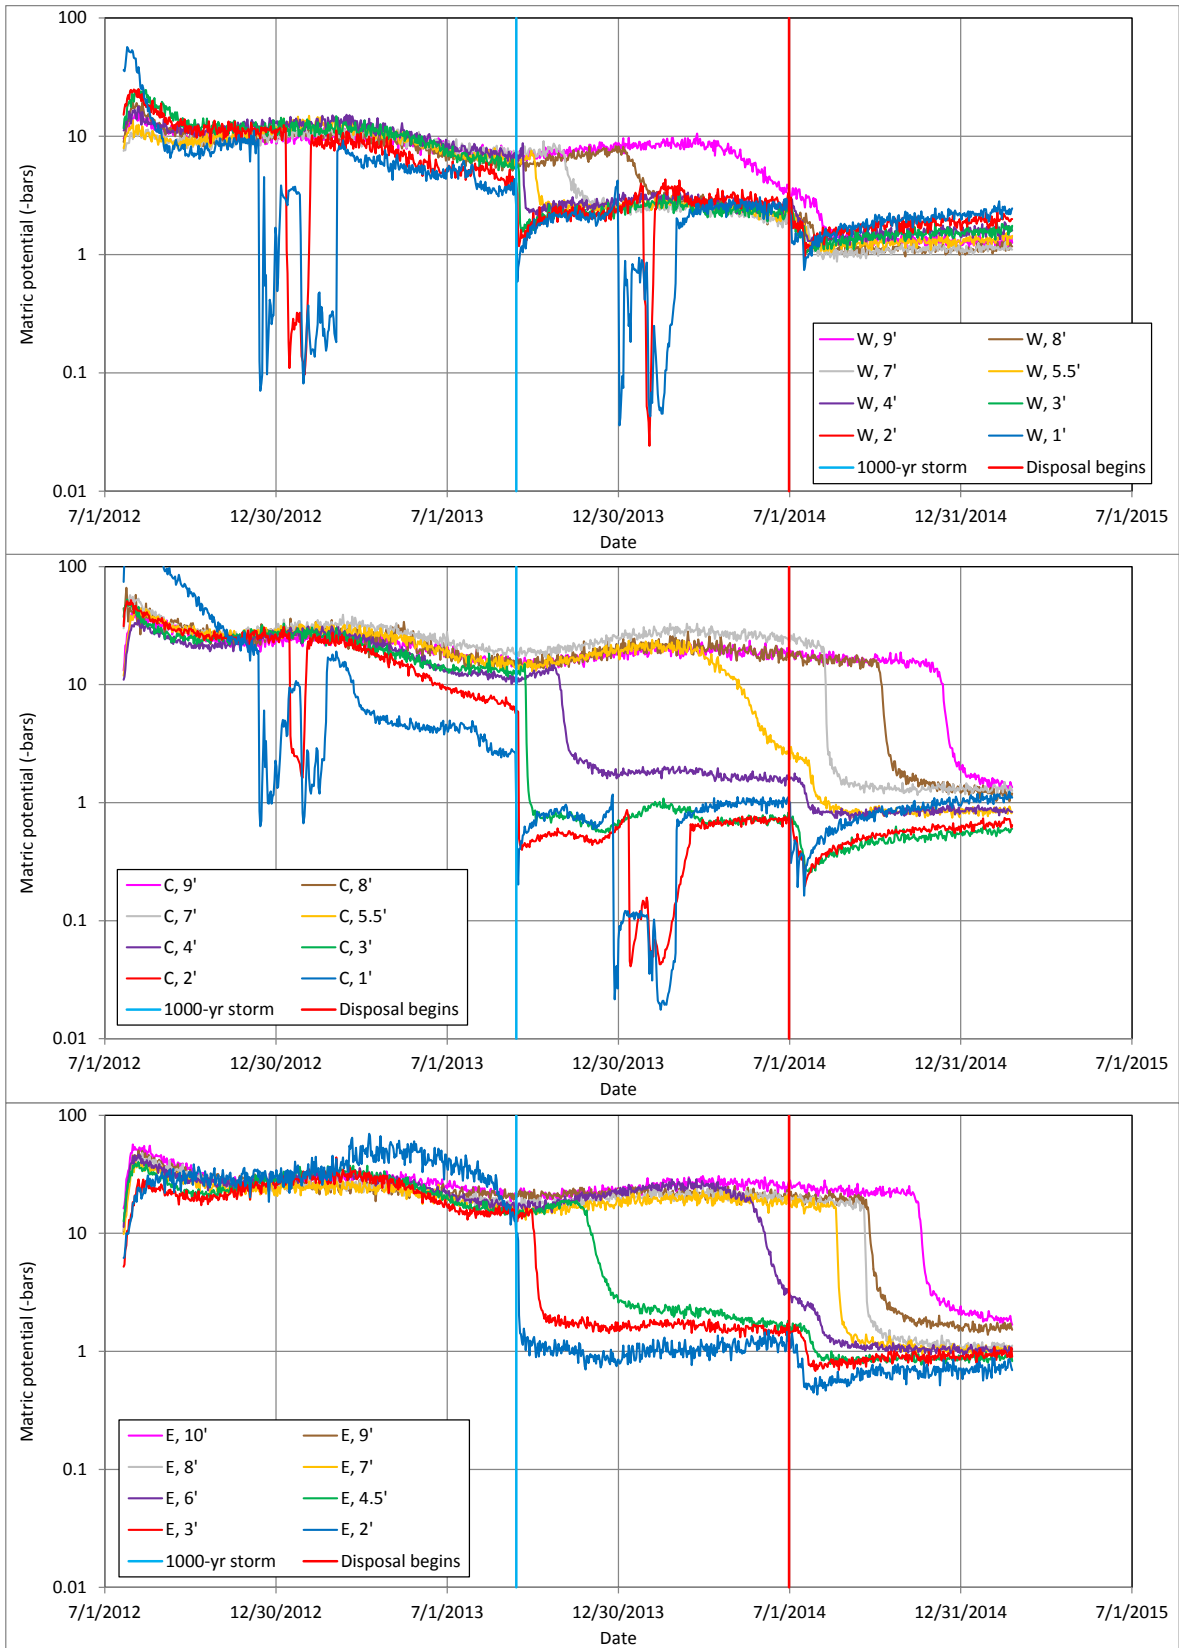 100
10
1
0.1
0.01
Matric potential (-bars)
7/1/2012 12/30/2012 7/1/2013 12/30/2013 7/1/2014 12/31/2014 7/1/2015
Date
W, 9' W, 8'
W, 7' W, 5.5'
W, 4' W, 3'
W, 2' W, 1'
1000-yr storm Disposal begins
100
10
1
0.1
0.01
Matric potential (-bars)
7/1/2012 12/30/2012 7/1/2013 12/30/2013 7/1/2014 12/31/2014 7/1/2015
Date
C, 9' C, 8'
C, 7' C, 5.5'
C, 4' C, 3'
C, 2' C, 1'
1000-yr storm Disposal begins
100
10
1
0.1
0.01
Matric potential (-bars)
7/1/2012 12/30/2012 7/1/2013 12/30/2013 7/1/2014 12/31/2014 7/1/2015
Date
E, 10' E, 9'
E, 8' E, 7'
E, 6' E, 4.5'
E, 3' E, 2'
1000-yr storm Disposal begins